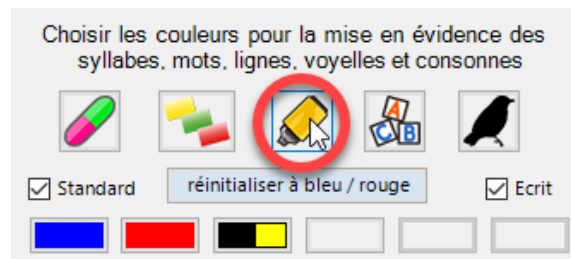 Choisir les couleurs pour la mise en évidence des
syllabes, mots, lignes, voyelles et consonnes
A
C B
Standard
réinitialiser à bleu / rouge
Ecrit